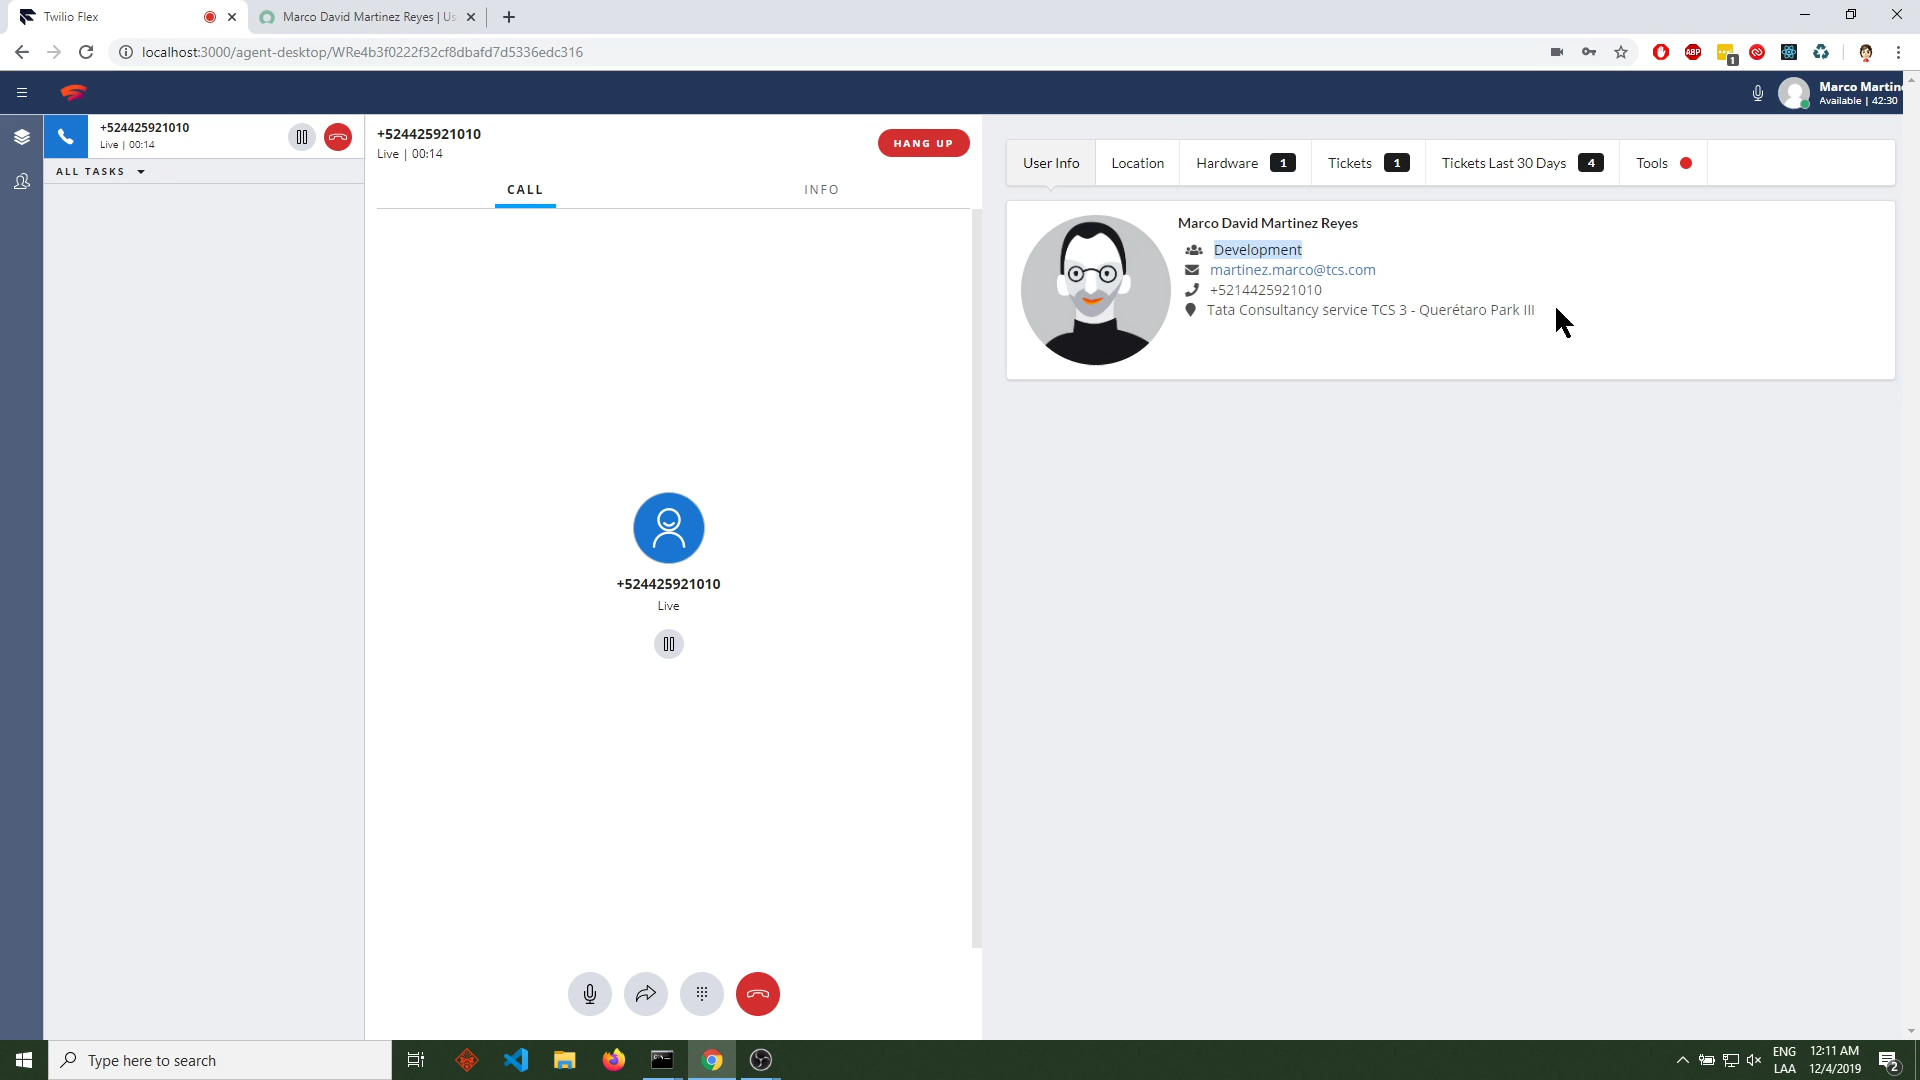 Twilio Flex
Marco David Martinez Reyes | Us
localhost:3000/agent-desktop/WRe4b3f0222f32cf8dbafd7d5336edc316
ABP
1
Marco Martin
Available | 42:30
+524425921010
Live | 00:14
ALL TASKS
+524425921010
Live | 00:14
HANG UP
CALL
INFO
+524425921010
Live
User Info
Location
Hardware 1
Tickets 1
Tickets Last 30 Days 4
Tools
Marco David Martinez Reyes
Development
martinez.marco@tcs.com
+5214425921010
Tata Consultancy service TCS 3 - Querétaro Park III
Type here to search
ENG
LAA
12:11 AM
12/4/2019
2